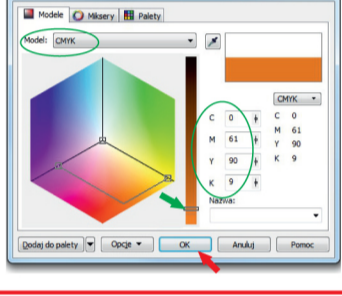 Modele Miksery Palety
Model: CMYK
CMYK
C 0 C 0
M 61 M 61
Y 90 Y 90
K 9 K 9
Nazwa:
Dodaj do palety Opcje OK Anuluj Pomoc